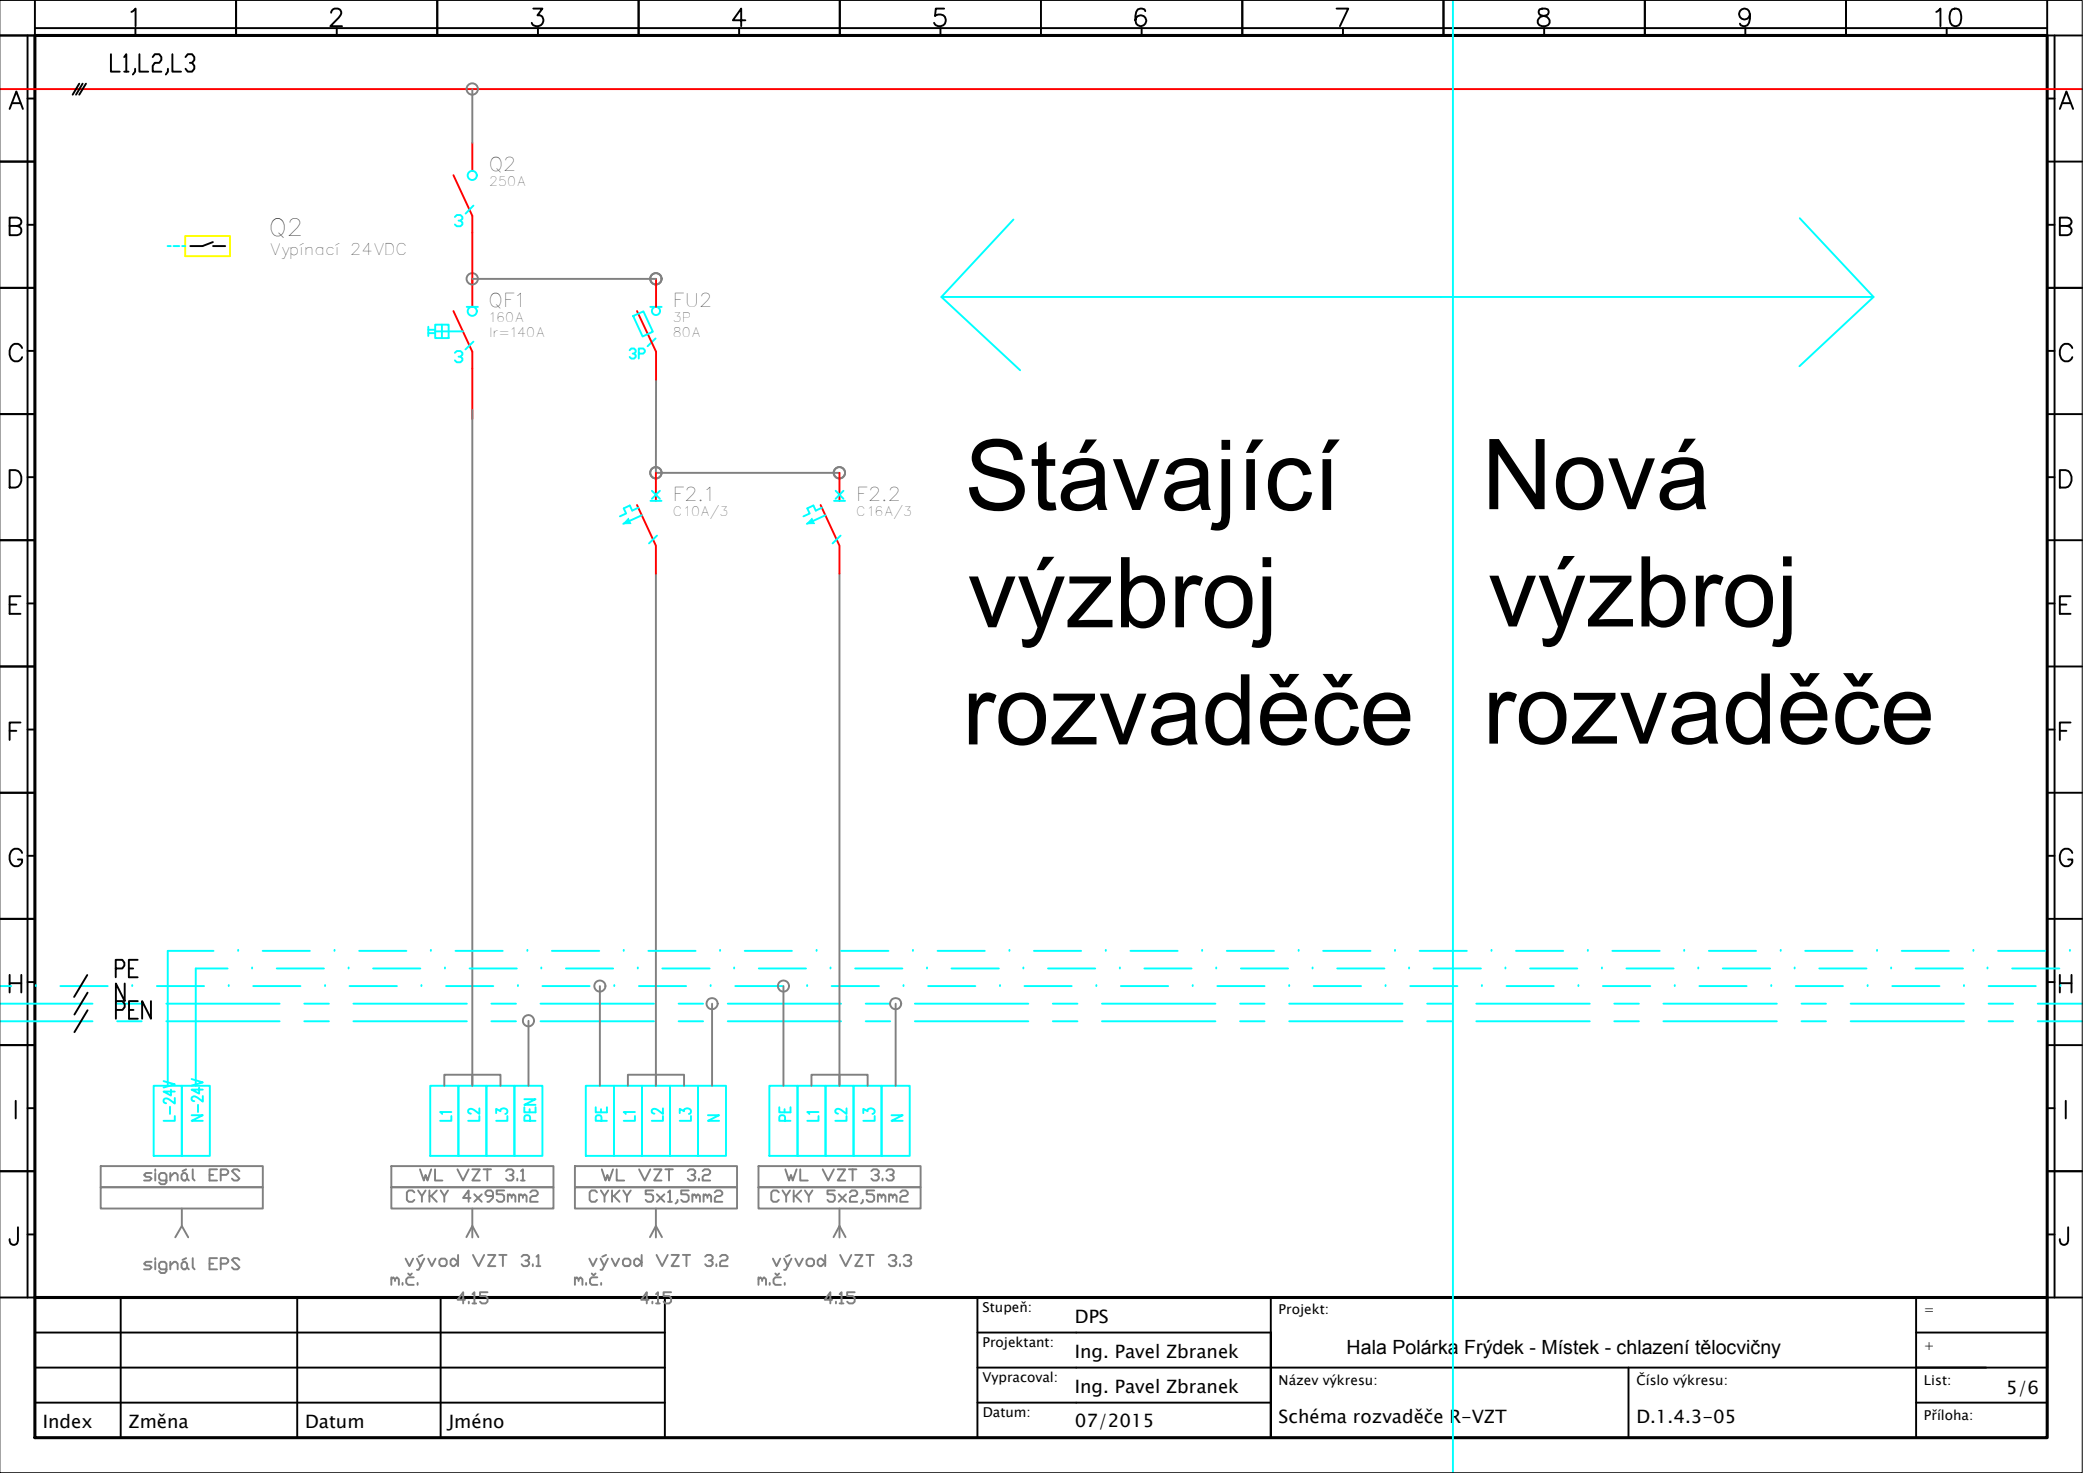 1 2 3 4 5 6 7 8 9 10
L1,L2,L3
A A
Q2
250A
3
B B
Q2
Vypínací 24VDC
QF1
160A
Ir=140A
3
FU2
3P
80A
3P
C C
Stávající
výzbroj
rozvaděče
Nová
výzbroj
rozvaděče
D D
F2.1
C10A/3
F2.2
C16A/3
E E
F F
G G
PE
N
PEN
H H
L-24V N-24V
L1 L2 L3 PEN
PE L1 L2 L3 N
PE L1 L2 L3 N
I I
signál EPS
WL VZT 3.1
CYKY 4x95mm2
WL VZT 3.2
CYKY 5x1,5mm2
WL VZT 3.3
CYKY 5x2,5mm2
J J
signál EPS
vývod VZT 3.1
m.č.
4.15
vývod VZT 3.2
m.č.
4.15
vývod VZT 3.3
m.č.
4.15
Index Změna Datum Jméno
Stupeň: DPS
Projektant: Ing. Pavel Zbranek
Vypracoval: Ing. Pavel Zbranek
Datum: 07/2015
Projekt:
Hala Polárka Frýdek - Místek - chlazení tělocvičny
Název výkresu:
Schéma rozvaděče R-VZT
Číslo výkresu:
D.1.4.3-05
=
+
List: 5/6
Příloha: